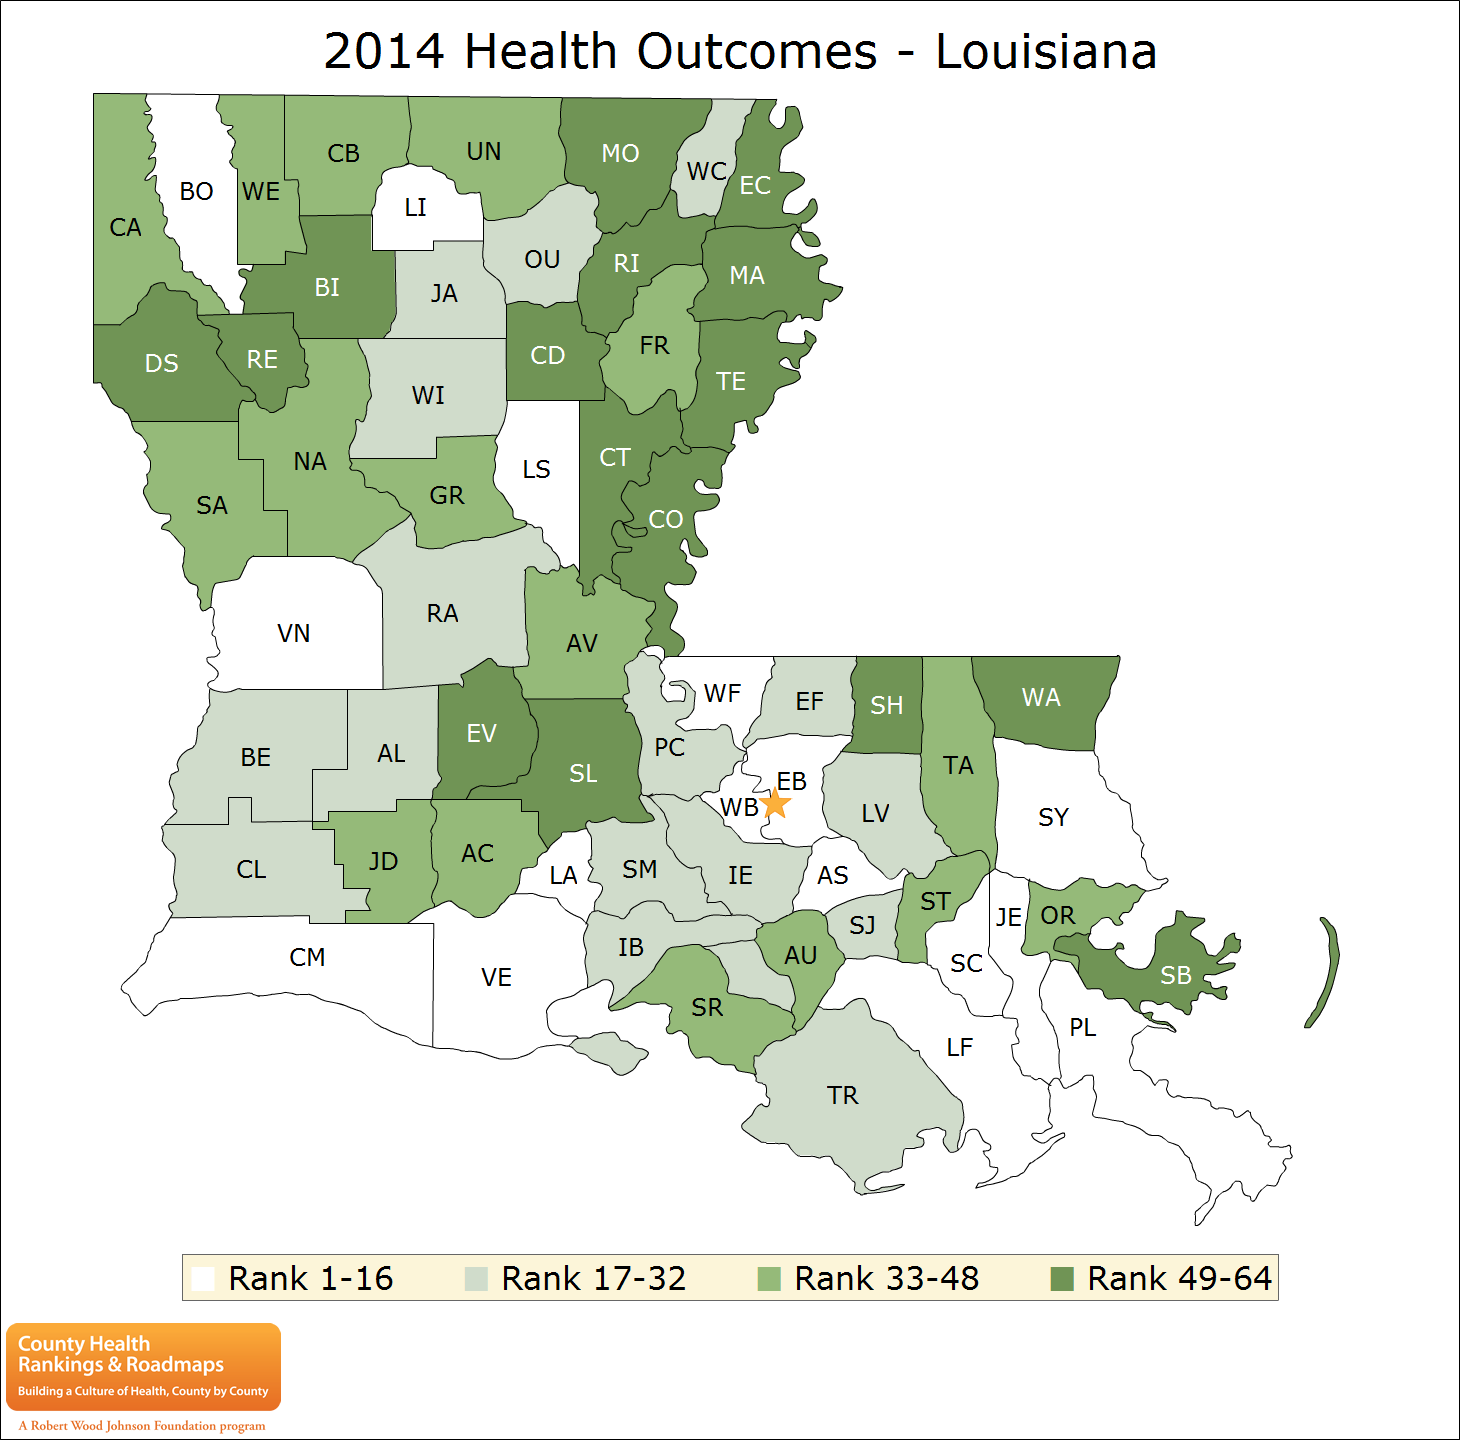 2014 Health Outcomes - Louisiana
CB
UN
MO
WC
EC
BO
WE
CA
LI
OU
RI
MA
BI
JA
FR
CD
DS
RE
TE
WI
NA
CT
LS
GR
SA
CO
RA
VN
AV
WF
EF
SH
WA
EV
PC
BE
AL
TA
SL
EB
WB
LV
SY
AC
JD
CL
SM
IE
LA
AS
ST
JE
OR
SJ
IB
AU
CM
SC
VE
SB
SR
PL
LF
TR
Rank 1-16 Rank 17-32 Rank 33-48 Rank 49-64
County Health
Rankings & Roadmaps
Building a Culture of Health, County by County
A Robert Wood Johnson Foundation program